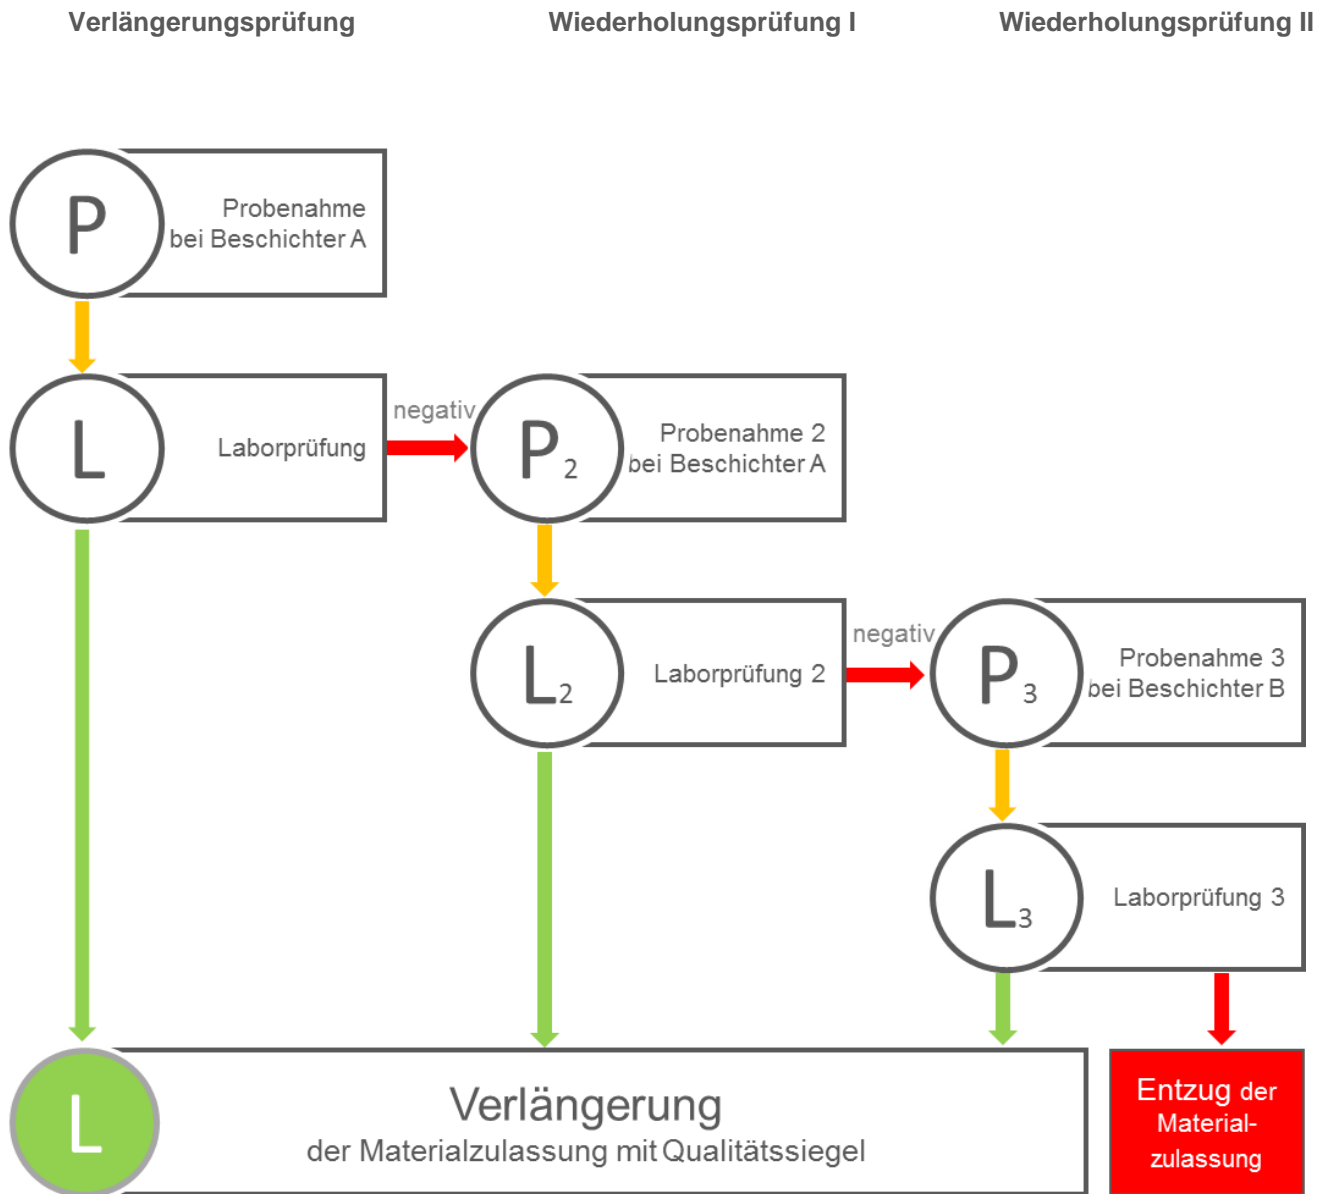 Verlängerungsprüfung
Wiederholungsprüfung I
Wiederholungsprüfung II
P
Probenahme
bei Beschichter A
L
Laborprüfung
negativ
P2
Probenahme 2
bei Beschichter A
L2
Laborprüfung 2
negativ
P3
Probenahme 3
bei Beschichter B
L3
Laborprüfung 3
L
Verlängerung
der Materialzulassung mit Qualitätssiegel
Entzug der
Material-
zulassung